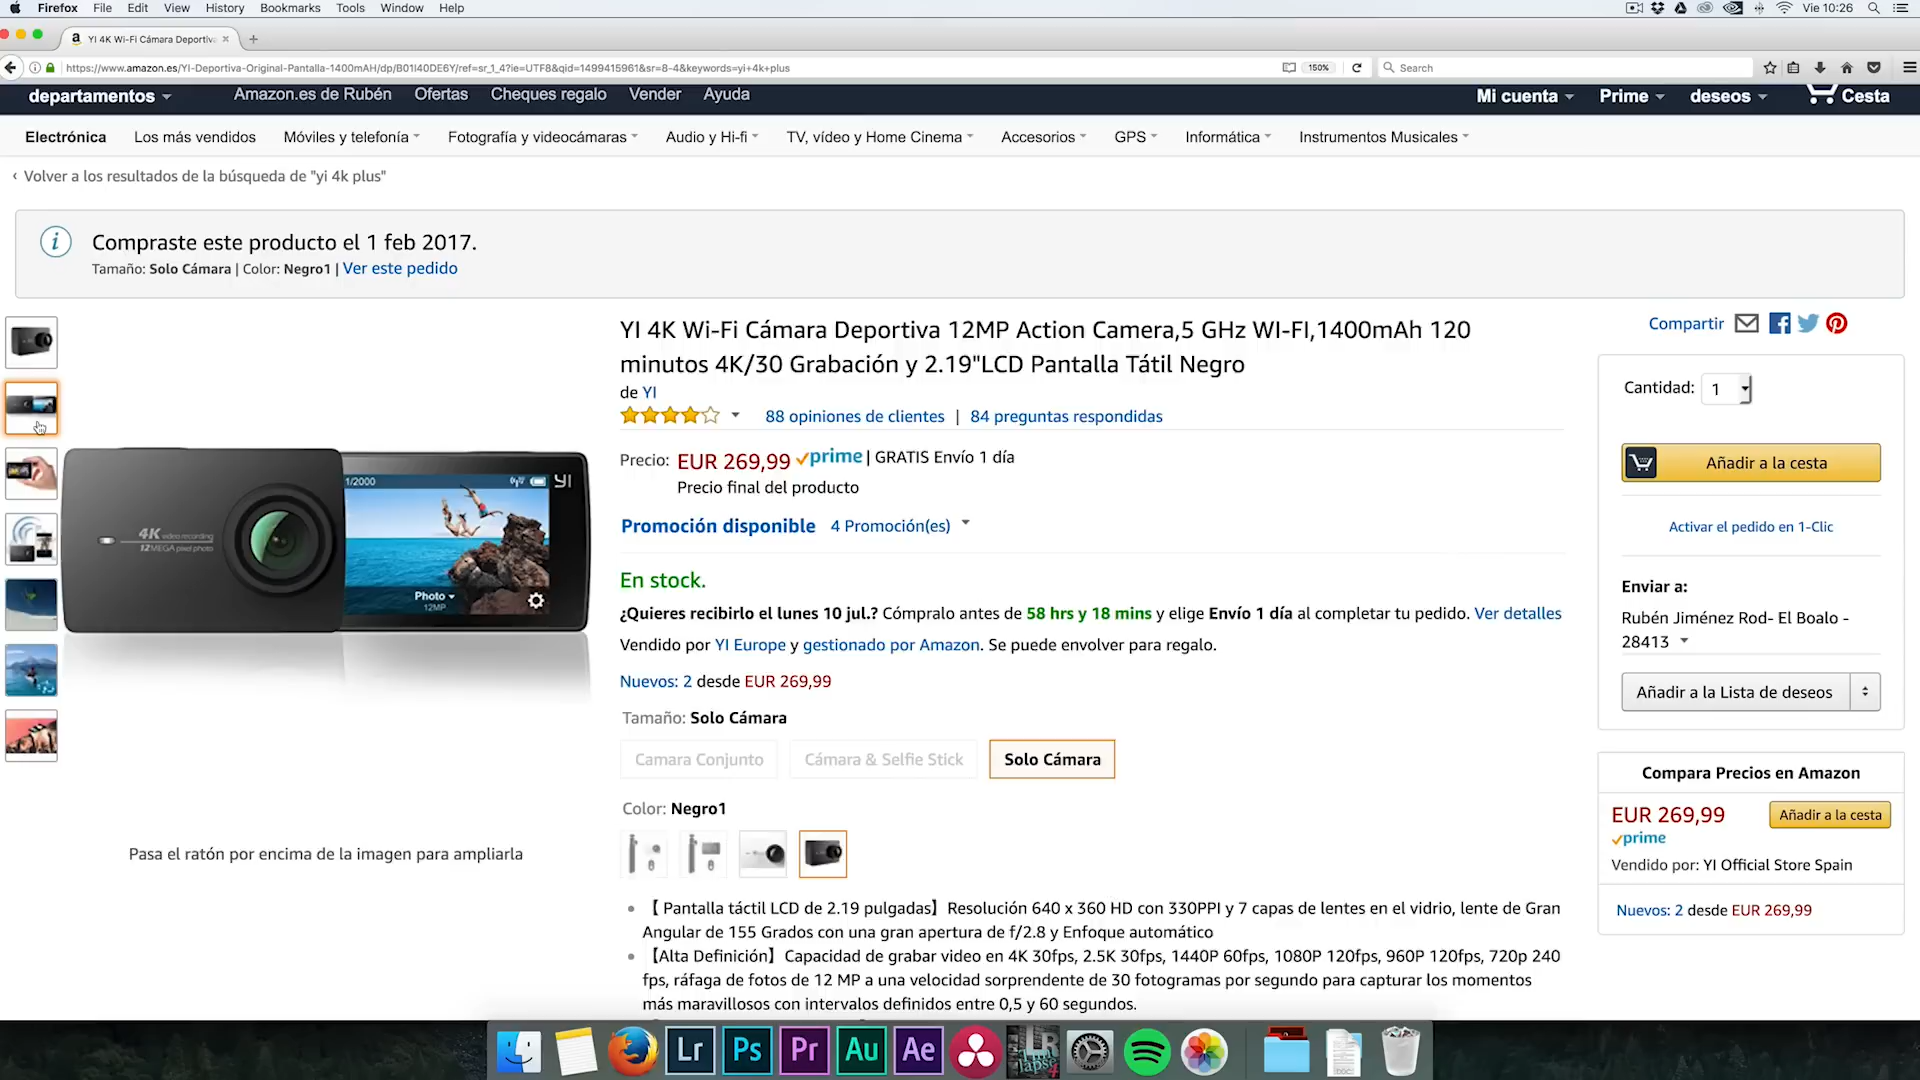 Firefox File Edit View History Bookmarks Tools Window Help Vie 10:26
YI 4K Wi-Fi Cámara Deportiva
https://www.amazon.es/YI-Deportiva-Original-Pantalla-1400mAH/dp/B01I40DE6Y/ref=sr_1_4?ie=UTF8&qid=1499415961&sr=8-4&keywords=yi+4k+plus 150% Search
departamentos Amazon.es de Rubén Ofertas Cheques regalo Vender Ayuda Mi cuenta Prime deseos Cesta
Electrónica Los más vendidos Móviles y telefonía Fotografía y videocámaras Audio y Hi-fi TV, vídeo y Home Cinema Accesorios GPS Informática Instrumentos Musicales
‹ Volver a los resultados de la búsqueda de "yi 4k plus"
Compraste este producto el 1 feb 2017.
Tamaño: Solo Cámara | Color: Negro1 | Ver este pedido
YI 4K Wi-Fi Cámara Deportiva 12MP Action Camera,5 GHz WI-FI,1400mAh 120
minutos 4K/30 Grabación y 2.19"LCD Pantalla Tátil Negro
de YI
88 opiniones de clientes | 84 preguntas respondidas
Precio: EUR 269,99 prime | GRATIS Envío 1 día
Precio final del producto
Promoción disponible 4 Promoción(es)
En stock.
¿Quieres recibirlo el lunes 10 jul.? Cómpralo antes de 58 hrs y 18 mins y elige Envío 1 día al completar tu pedido. Ver detalles
Vendido por YI Europe y gestionado por Amazon. Se puede envolver para regalo.
Nuevos: 2 desde EUR 269,99
Tamaño: Solo Cámara
Camara Conjunto Cámara & Selfie Stick Solo Cámara
Color: Negro1
• 【 Pantalla táctil LCD de 2.19 pulgadas】Resolución 640 x 360 HD con 330PPI y 7 capas de lentes en el vidrio, lente de Gran
Angular de 155 Grados con una gran apertura de f/2.8 y Enfoque automático
• 【Alta Definición】Capacidad de grabar video en 4K 30fps, 2.5K 30fps, 1440P 60fps, 1080P 120fps, 960P 120fps, 720p 240
fps, ráfaga de fotos de 12 MP a una velocidad sorprendente de 30 fotogramas por segundo para capturar los momentos
más maravillosos con intervalos definidos entre 0,5 y 60 segundos.
1/2000 YI
4K video recording
12MEGA pixel photo
Photo
12MP
Pasa el ratón por encima de la imagen para ampliarla
Compartir
Cantidad: 1
Añadir a la cesta
Activar el pedido en 1-Clic
Enviar a:
Rubén Jiménez Rod- El Boalo -
28413
Añadir a la Lista de deseos
Compara Precios en Amazon
EUR 269,99 Añadir a la cesta
prime
Vendido por: YI Official Store Spain
Nuevos: 2 desde EUR 269,99
Lr Ps Pr Au Ae LR